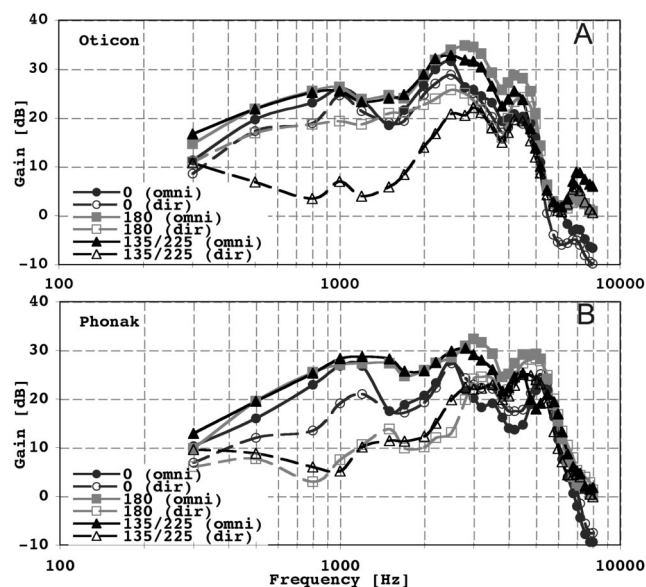 40
Oticon
A
30
20
10
0
-10
Gain [dB]
0 (omni)
0 (dir)
180 (omni)
180 (dir)
135/225 (omni)
135/225 (dir)
100 1000 10000
40
Phonak
B
30
20
10
0
-10
Gain [dB]
0 (omni)
0 (dir)
180 (omni)
180 (dir)
135/225 (omni)
135/225 (dir)
100 1000 10000
Frequency [Hz]